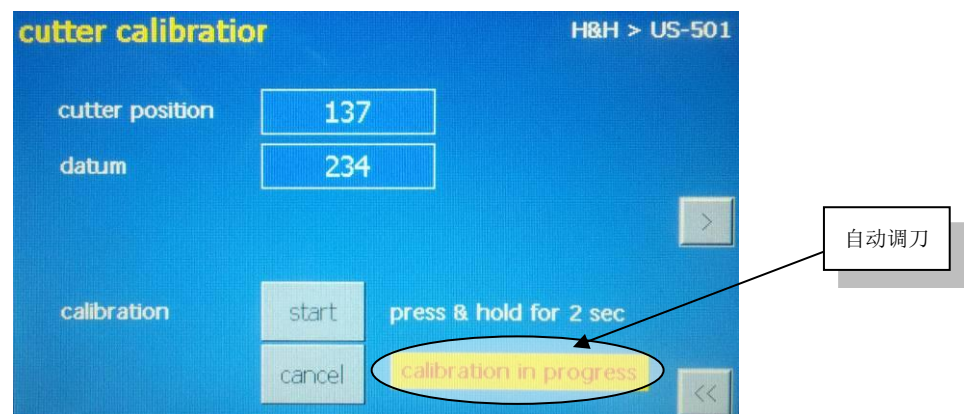 cutter calibratior
H&H > US-501
cutter position 137
datum 234
>
自动调刀
calibration start press & hold for 2 sec
cancel calibration in progress
<<